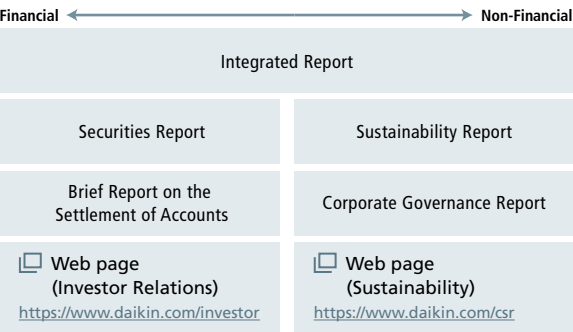 Financial Non-Financial
Integrated Report
Securities Report
Sustainability Report
Brief Report on the
Settlement of Accounts
Corporate Governance Report
Web page
(Investor Relations)
https://www.daikin.com/investor
Web page
(Sustainability)
https://www.daikin.com/csr